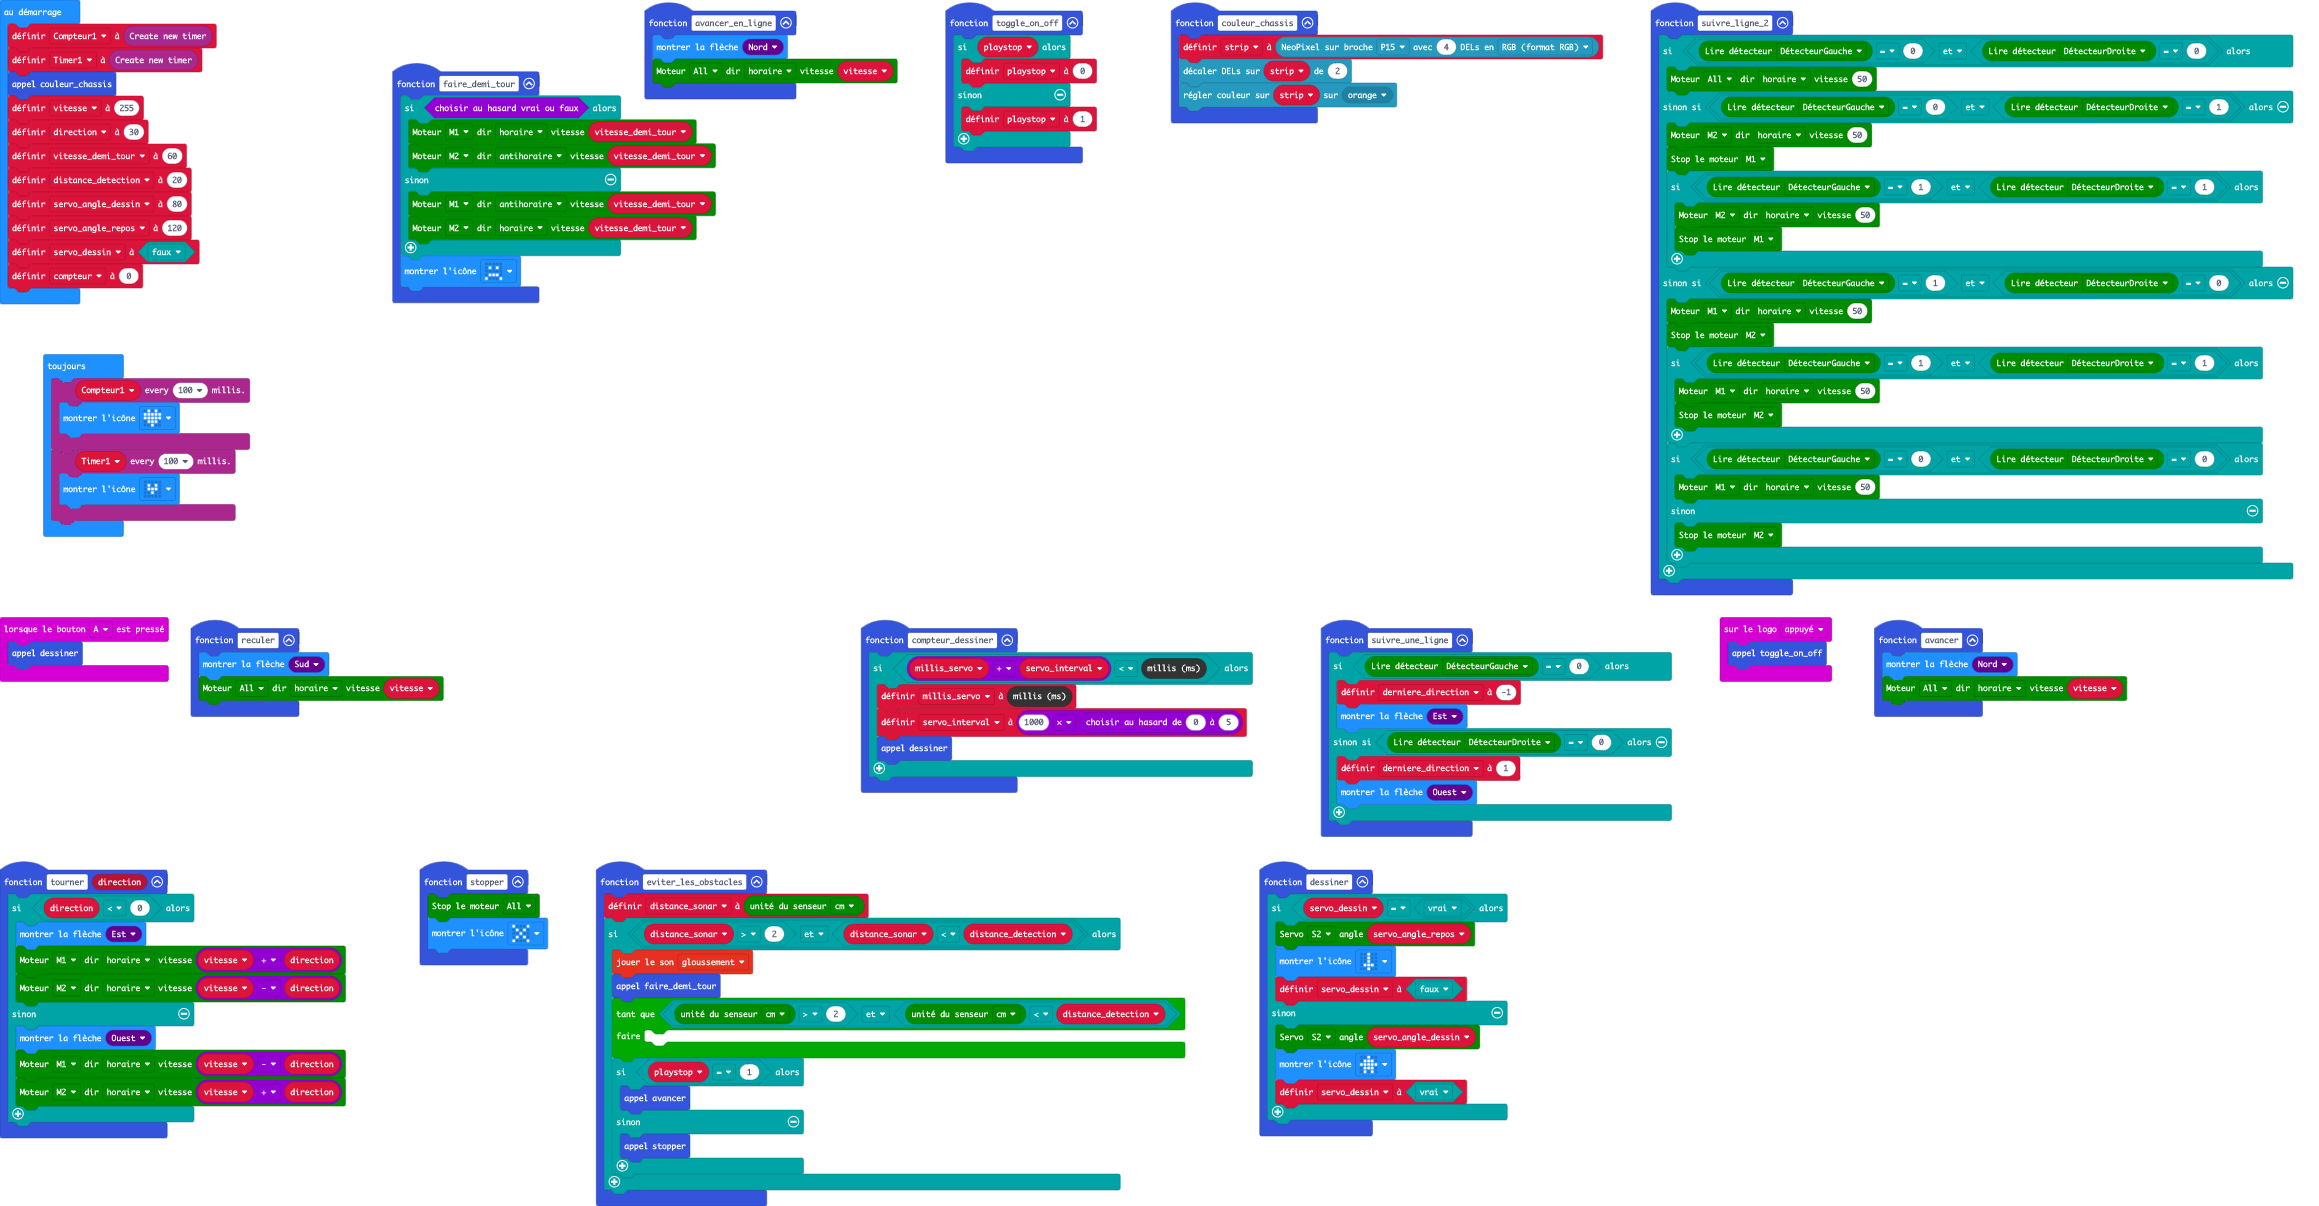 au démarrage
définir Compteur1 à Create new timer
définir Timer1 à Create new timer
appel couleur_chassis
définir vitesse à 255
définir direction à 30
définir vitesse_demi_tour à 60
définir distance_detection à 20
définir servo_angle_dessin à 80
définir servo_angle_repos à 120
définir servo_dessin à faux
définir compteur à 0
fonction faire_demi_tour
si choisir au hasard vrai ou faux alors
Moteur M1 dir horaire vitesse vitesse_demi_tour
Moteur M2 dir antihoraire vitesse vitesse_demi_tour
sinon
Moteur M1 dir antihoraire vitesse vitesse_demi_tour
Moteur M2 dir horaire vitesse vitesse_demi_tour
montrer l'icône
fonction avancer_en_ligne
montrer la flèche Nord
Moteur All dir horaire vitesse vitesse
fonction toggle_on_off
si playstop alors
définir playstop à 0
sinon
définir playstop à 1
fonction couleur_chassis
définir strip à NeoPixel sur broche P15 avec 4 DELs en RGB (format RGB)
décaler DELs sur strip de 2
régler couleur sur strip sur orange
fonction suivre_ligne_2
si Lire détecteur DétecteurGauche = 0 et Lire détecteur DétecteurDroite = 0 alors
Moteur All dir horaire vitesse 50
sinon si Lire détecteur DétecteurGauche = 0 et Lire détecteur DétecteurDroite = 1 alors
Moteur M2 dir horaire vitesse 50
Stop le moteur M1
si Lire détecteur DétecteurGauche = 1 et Lire détecteur DétecteurDroite = 1 alors
Moteur M2 dir horaire vitesse 50
Stop le moteur M1
sinon si Lire détecteur DétecteurGauche = 1 et Lire détecteur DétecteurDroite = 0 alors
Moteur M1 dir horaire vitesse 50
Stop le moteur M2
si Lire détecteur DétecteurGauche = 1 et Lire détecteur DétecteurDroite = 1 alors
Moteur M1 dir horaire vitesse 50
Stop le moteur M2
si Lire détecteur DétecteurGauche = 0 et Lire détecteur DétecteurDroite = 0 alors
Moteur M1 dir horaire vitesse 50
sinon
Stop le moteur M2
toujours
Compteur1 every 100 millis.
montrer l'icône
Timer1 every 100 millis.
montrer l'icône
lorsque le bouton A est pressé
appel dessiner
fonction reculer
montrer la flèche Sud
Moteur All dir horaire vitesse vitesse
fonction compteur_dessiner
si millis_servo + servo_interval < millis (ms) alors
définir millis_servo à millis (ms)
définir servo_interval à 1000 × choisir au hasard de 0 à 5
appel dessiner
fonction suivre_une_ligne
si Lire détecteur DétecteurGauche = 0 alors
définir derniere_direction à -1
montrer la flèche Est
sinon si Lire détecteur DétecteurDroite = 0 alors
définir derniere_direction à 1
montrer la flèche Ouest
sur le logo appuyé
appel toggle_on_off
fonction avancer
montrer la flèche Nord
Moteur All dir horaire vitesse vitesse
fonction tourner direction
si direction < 0 alors
montrer la flèche Est
Moteur M1 dir horaire vitesse vitesse + direction
Moteur M2 dir horaire vitesse vitesse - direction
sinon
montrer la flèche Ouest
Moteur M1 dir horaire vitesse vitesse - direction
Moteur M2 dir horaire vitesse vitesse + direction
fonction stopper
Stop le moteur All
montrer l'icône
fonction eviter_les_obstacles
définir distance_sonar à unité du senseur cm
si distance_sonar > 2 et distance_sonar < distance_detection alors
jouer le son gloussement
appel faire_demi_tour
tant que unité du senseur cm > 2 et unité du senseur cm < distance_detection
faire
si playstop = 1 alors
appel avancer
sinon
appel stopper
fonction dessiner
si servo_dessin = vrai alors
Servo S2 angle servo_angle_repos
montrer l'icône
définir servo_dessin à faux
sinon
Servo S2 angle servo_angle_dessin
montrer l'icône
définir servo_dessin à vrai